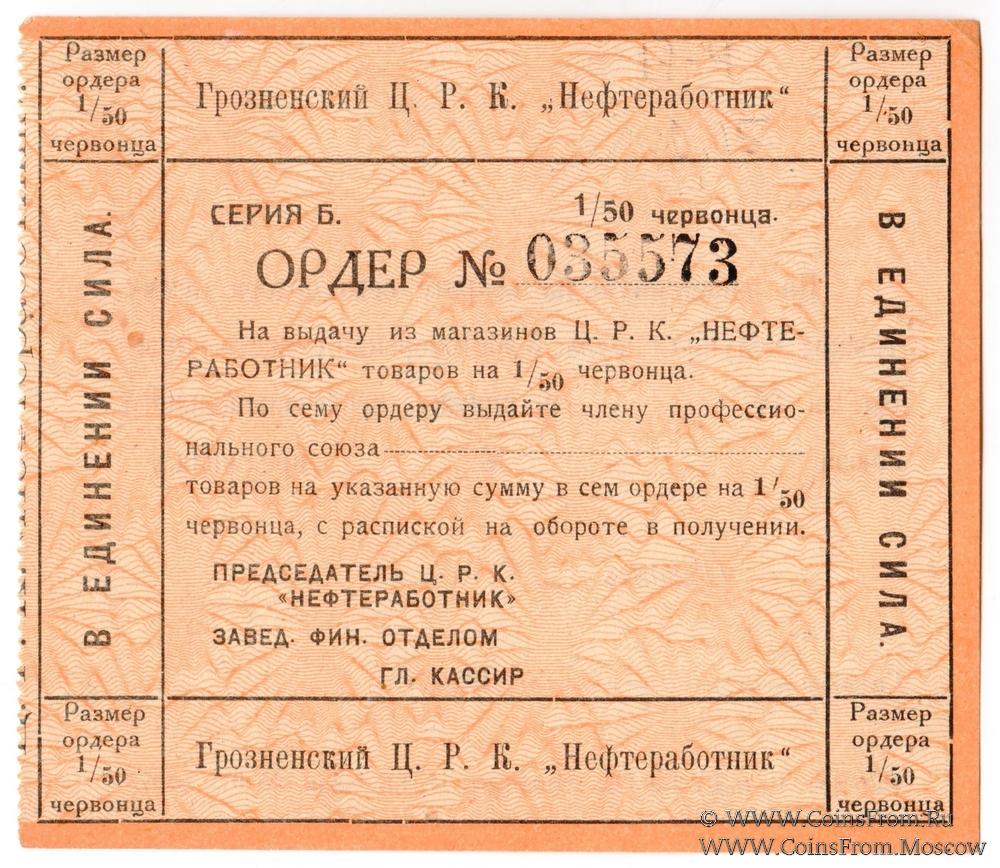 Размер
ордера
1/50
червонца
Грозненский Ц. Р. К. „Нефтеработник“
Размер
ордера
1/50
червонца
В ЕДИНЕНИИ СИЛА.
СЕРИЯ Б.
1/50 червонца.
ОРДЕР № 035573
На выдачу из магазинов Ц. Р. К. „НЕФТЕ-
РАБОТНИК“ товаров на 1/50 червонца.
По сему ордеру выдайте члену профессио-
нального союза
товаров на указанную сумму в сем ордере на 1/50
червонца, с распиской на обороте в получении.
ПРЕДСЕДАТЕЛЬ Ц. Р. К.
«НЕФТЕРАБОТНИК»
ЗАВЕД. ФИН. ОТДЕЛОМ
ГЛ. КАССИР
В ЕДИНЕНИИ СИЛА.
Размер
ордера
1/50
червонца
Грозненский Ц. Р. К. „Нефтеработник“
Размер
ордера
1/50
червонца
© WWW.CoinsFrom.Ru
WWW.CoinsFrom.Moscow